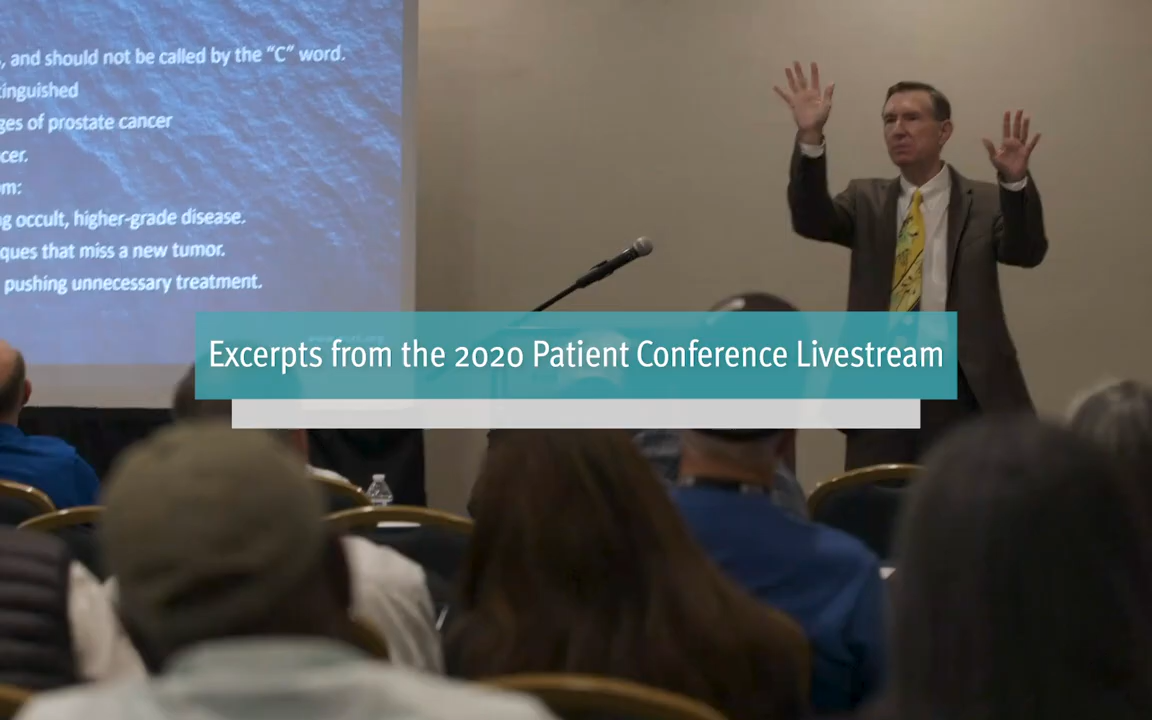 , and should not be called by the “C” word.
tinguished
ges of prostate cancer
cer.
om:
g occult, higher-grade disease.
ques that miss a new tumor.
pushing unnecessary treatment.
Excerpts from the 2020 Patient Conference Livestream